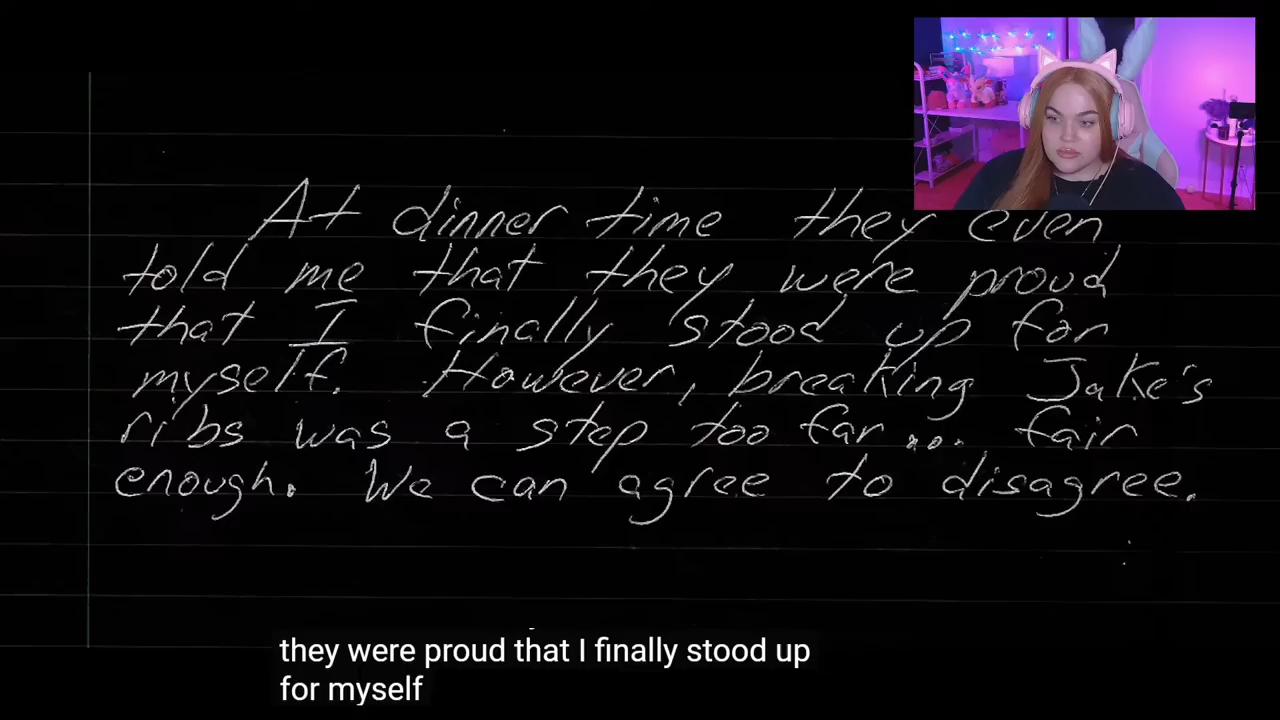 At dinner time they even
told me that they were proud
that I finally stood up for
myself. However, breaking Jake's
ribs was a step too far... fair
enough. We can agree to disagree.
they were proud that I finally stood up
for myself